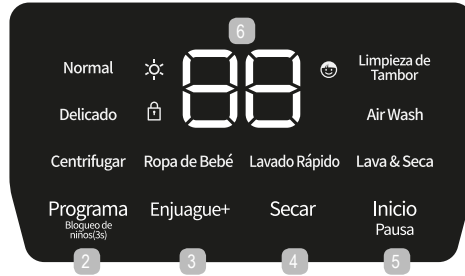 6
88
Normal
Limpieza de
Tambor
Delicado
Air Wash
Centrifugar
Ropa de Bebé
Lavado Rápido
Lava & Seca
Programa
Bloqueo de
niños(3s)
Enjuague+
Secar
Inicio
Pausa
2
3
4
5